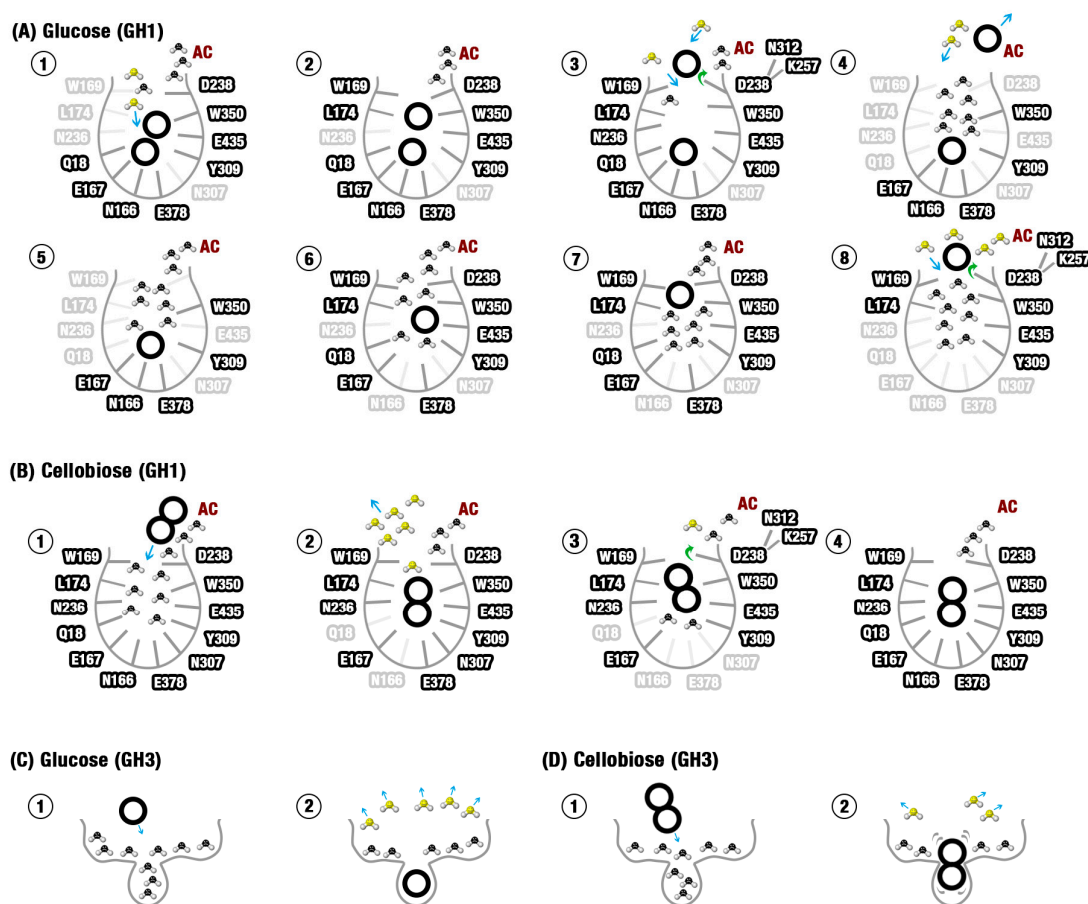 (A) Glucose (GH1)
1
AC
W169
D238
L174
W350
N236
E435
Q18
Y309
E167
N307
N166
E378
2
AC
W169
D238
L174
W350
N236
E435
Q18
Y309
E167
N307
N166
E378
3
AC
N312
K257
W169
D238
L174
W350
N236
E435
Q18
Y309
E167
N307
N166
E378
4
AC
W169
D238
L174
W350
N236
E435
Q18
Y309
E167
N307
N166
E378
5
AC
W169
D238
L174
W350
N236
E435
Q18
Y309
E167
N307
N166
E378
6
AC
W169
D238
L174
W350
N236
E435
Q18
Y309
E167
N307
N166
E378
7
AC
W169
D238
L174
W350
N236
E435
Q18
Y309
E167
N307
N166
E378
8
AC
N312
K257
W169
D238
L174
W350
N236
E435
Q18
Y309
E167
N307
N166
E378
(B) Cellobiose (GH1)
1
AC
W169
D238
L174
W350
N236
E435
Q18
Y309
E167
N307
N166
E378
2
AC
W169
D238
L174
W350
N236
E435
Q18
Y309
E167
N307
N166
E378
3
AC
N312
K257
W169
D238
L174
W350
N236
E435
Q18
Y309
E167
N307
N166
E378
4
AC
W169
D238
L174
W350
N236
E435
Q18
Y309
E167
N307
N166
E378
(C) Glucose (GH3)
1
2
(D) Cellobiose (GH3)
1
2